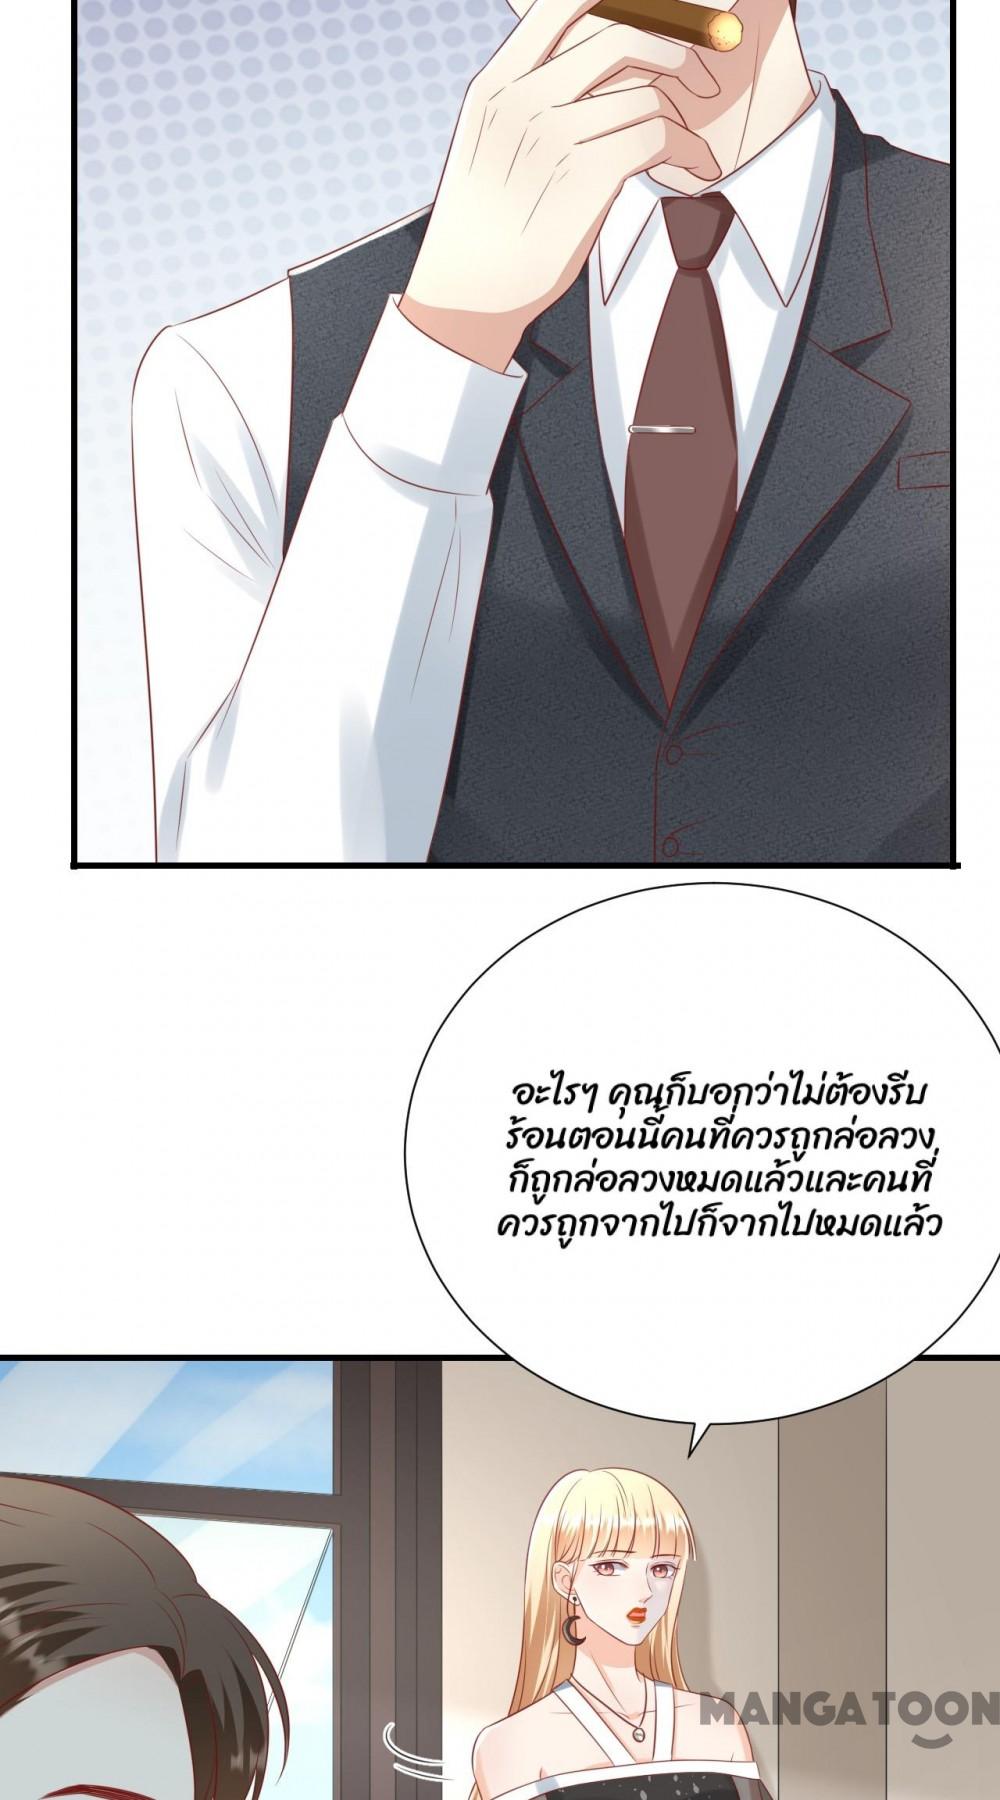 อะไรๆ คุณก็บอกว่าไม่ต้องรีบ
ร้อนตอนนี้คนที่ควรถูกล่อลวง
ก็ถูกล่อลวงหมดแล้วและคนที่
ควรถูกจากไปก็จากไปหมดแล้ว
MANGATOON